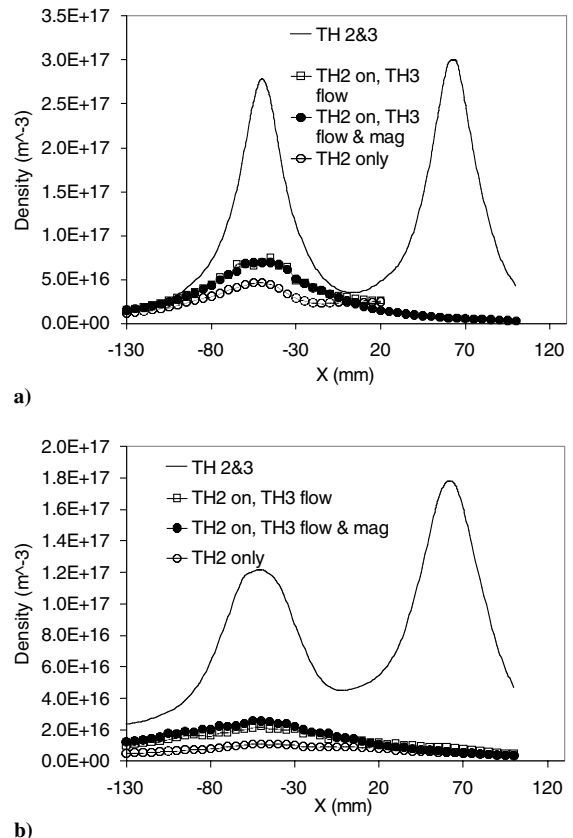 3.5E+17
3.0E+17
2.5E+17
2.0E+17
1.5E+17
1.0E+17
5.0E+16
0.0E+00
Density (m^-3)
TH 2&3
TH2 on, TH3
flow
TH2 on, TH3
flow & mag
TH2 only
-130 -80 -30 20 70 120
X (mm)
a)
2.0E+17
1.8E+17
1.6E+17
1.4E+17
1.2E+17
1.0E+17
8.0E+16
6.0E+16
4.0E+16
2.0E+16
0.0E+00
Density (m^-3)
TH 2&3
TH2 on, TH3 flow
TH2 on, TH3 flow & mag
TH2 only
-130 -80 -30 20 70 120
X (mm)
b)